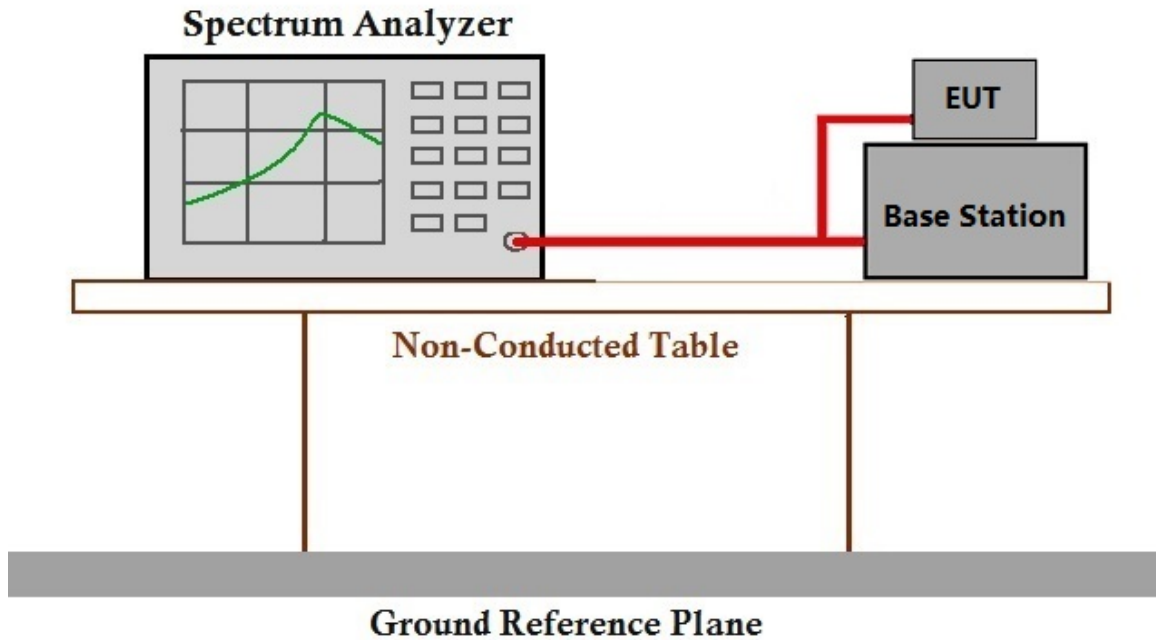 Spectrum Analyzer
EUT
Base Station
Non-Conducted Table
Ground Reference Plane